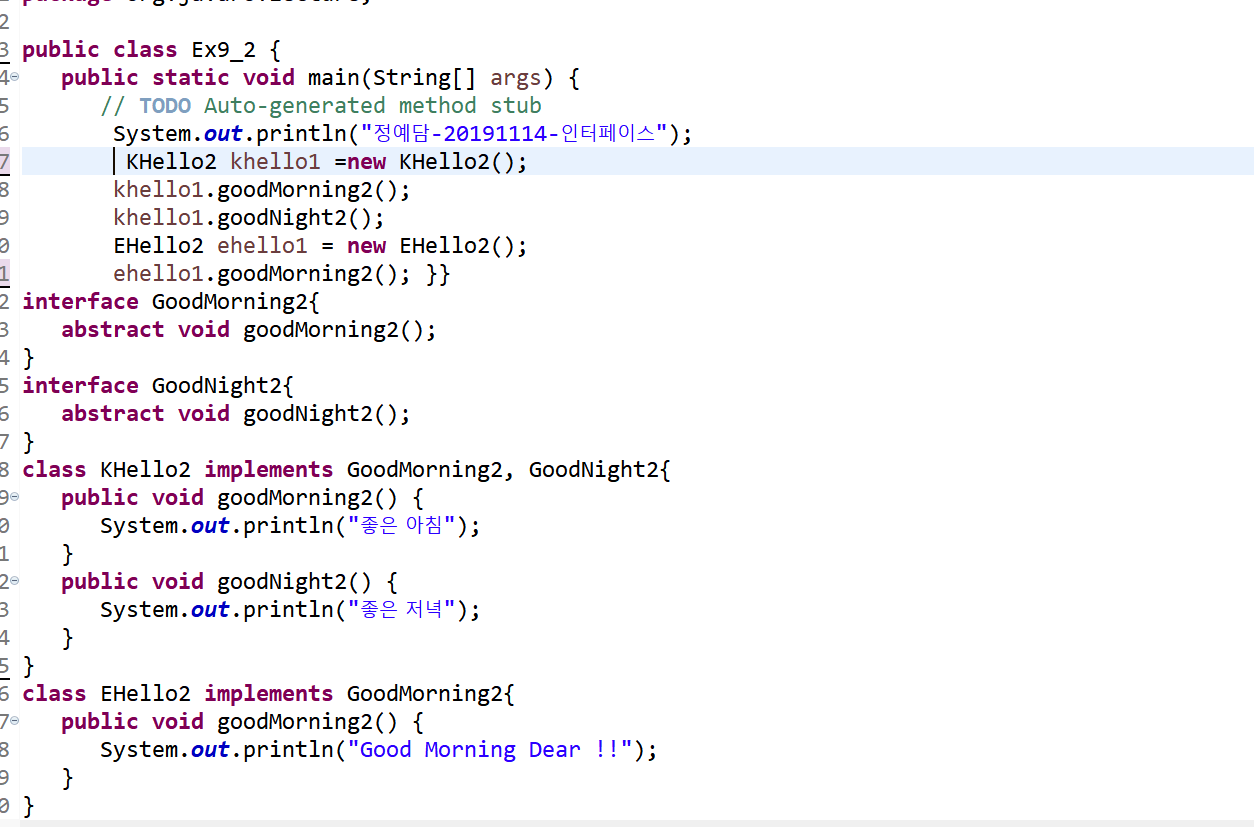 2
3 public class Ex9_2 {
4 public static void main(String[] args) {
5 // TODO Auto-generated method stub
6 System.out.println("정예담-20191114-인터페이스");
7 KHello2 khello1 =new KHello2();
8 khello1.goodMorning2();
9 khello1.goodNight2();
0 EHello2 ehello1 = new EHello2();
1 ehello1.goodMorning2(); }}
2 interface GoodMorning2{
3 abstract void goodMorning2();
4 }
5 interface GoodNight2{
6 abstract void goodNight2();
7 }
8 class KHello2 implements GoodMorning2, GoodNight2{
9 public void goodMorning2() {
0 System.out.println("좋은 아침");
1 }
2 public void goodNight2() {
3 System.out.println("좋은 저녁");
4 }
5 }
6 class EHello2 implements GoodMorning2{
7 public void goodMorning2() {
8 System.out.println("Good Morning Dear !!");
9 }
0 }